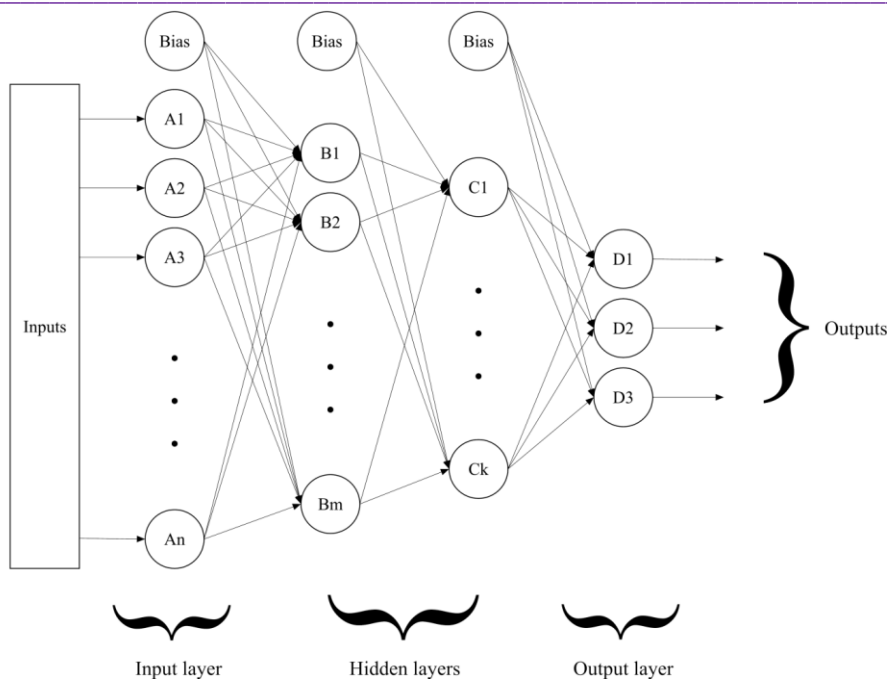 Bias
Bias
Bias
A1
B1
A2
C1
B2
A3
D1
Inputs
D2
Outputs
D3
Ck
Bm
An
Input layer
Hidden layers
Output layer